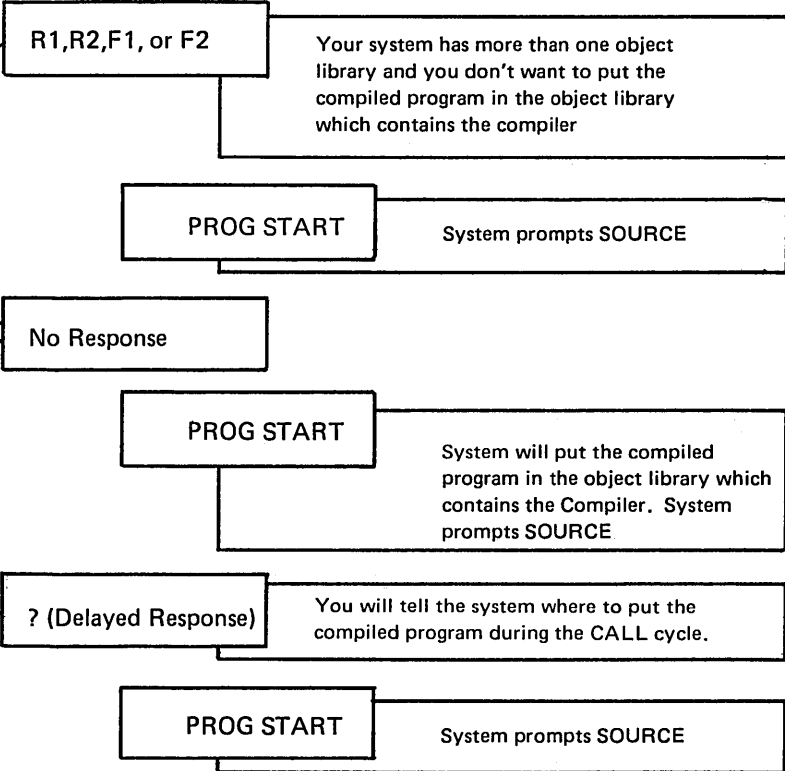 R1,R2,F1, or F2
Your system has more than one object
library and you don't want to put the
compiled program in the object library
which contains the compiler
PROG START
System prompts SOURCE
No Response
PROG START
System will put the compiled
program in the object library which
contains the Compiler. System
prompts SOURCE
? (Delayed Response)
You will tell the system where to put the
compiled program during the CALL cycle.
PROG START
System prompts SOURCE